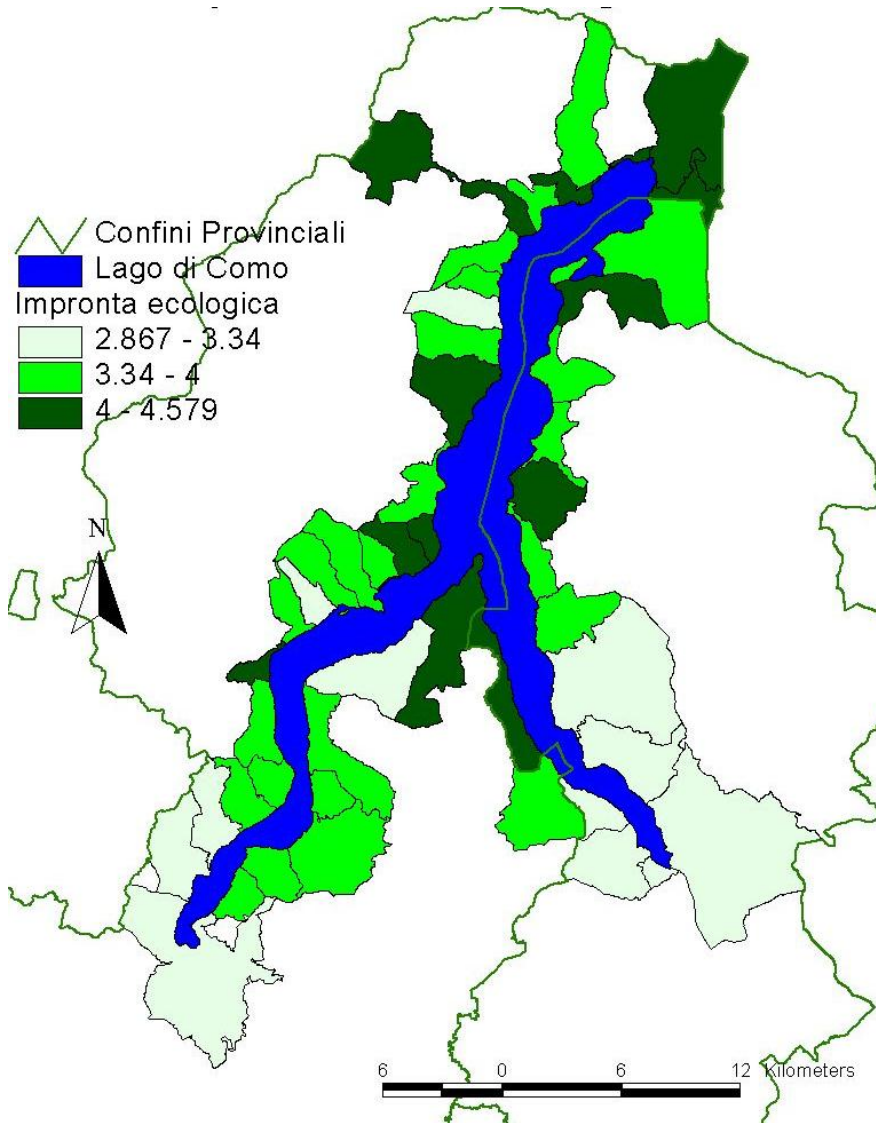 Confini Provinciali
Lago di Como
Impronta ecologica
2.867 - 3.34
3.34 - 4
4 - 4.579
N
6 0 6 12 Kilometers